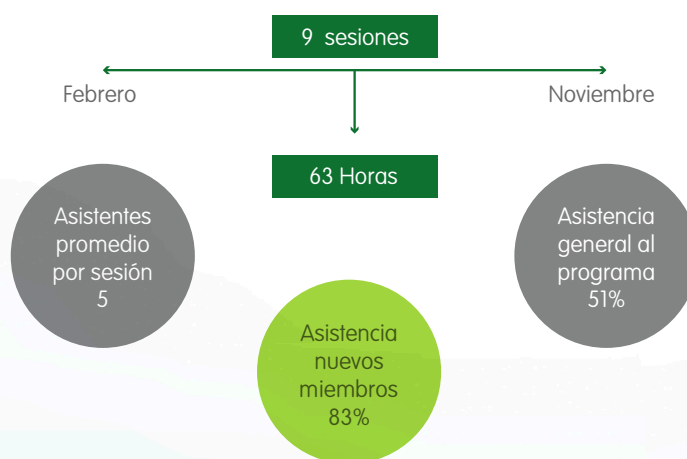 9 sesiones
Febrero
Noviembre
63 Horas
Asistentes
promedio
por sesión
5
Asistencia
general al
programa
51%
Asistencia
nuevos
miembros
83%